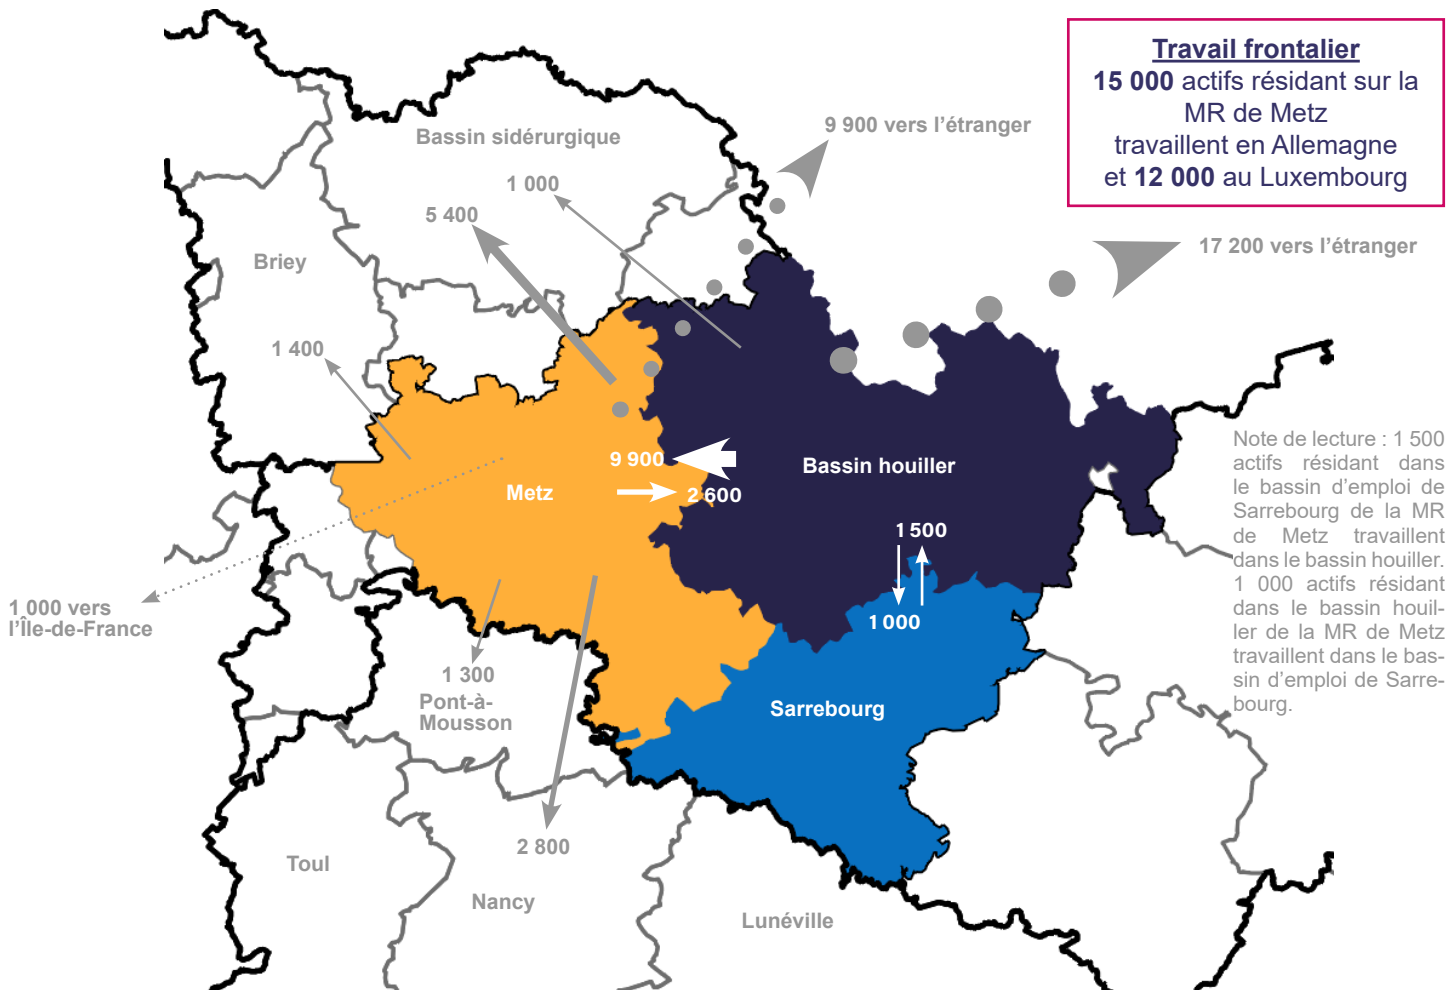 Travail frontalier
15 000 actifs résidant sur la
MR de Metz
travaillent en Allemagne
et 12 000 au Luxembourg
9 900 vers l'étranger
Bassin sidérurgique
1 000
5 400
17 200 vers l'étranger
Briey
1 400
9 900
Bassin houiller
Metz
2 600
1 500
1 000
Note de lecture : 1 500
actifs résidant dans
le bassin d'emploi de
Sarrebourg de la MR
de Metz travaillent
dans le bassin houiller.
1 000 actifs résidant
dans le bassin houil-
ler de la MR de Metz
travaillent dans le bas-
sin d'emploi de Sarre-
bourg.
1 000 vers
l'Île-de-France
1 300
Pont-à-
Mousson
Sarrebourg
2 800
Toul
Nancy
Lunéville